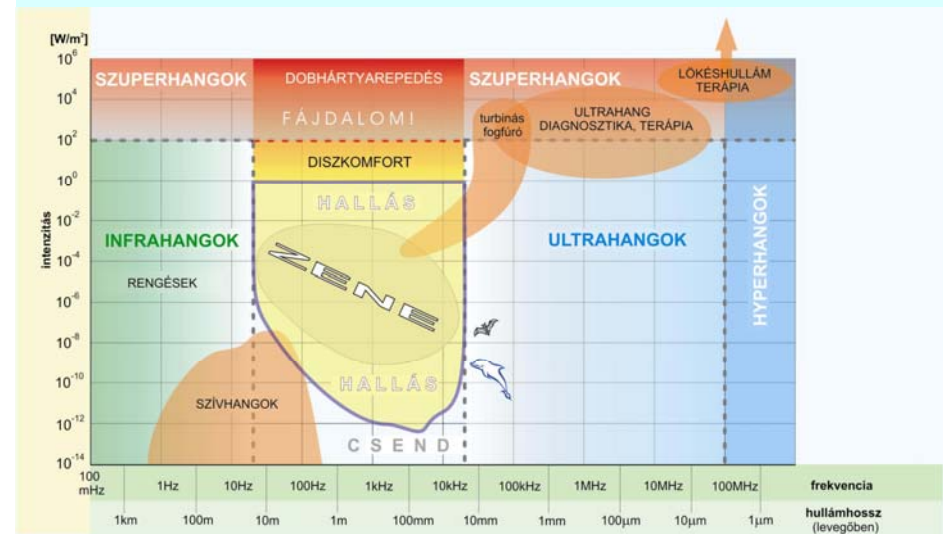 [W/m²]
10⁶
10⁴
10²
10⁰
10⁻²
10⁻⁴
10⁻⁶
10⁻⁸
10⁻¹⁰
10⁻¹²
10⁻¹⁴
intenzitás
SZUPERHANGOK
DOBHÁRTYAREPEDÉS
FÁJDALOM!
SZUPERHANGOK
LÖKÉSHULLÁM
TERÁPIA
turbinás
fogfúró
ULTRAHANG
DIAGNOSZTIKA, TERÁPIA
DISZKOMFORT
HALLÁS
INFRAHANGOK
RENGÉSEK
ZENE
ULTRAHANGOK
HYPERHANGOK
HALLÁS
SZÍVHANGOK
CSEND
100 mHz 1Hz 10Hz 100Hz 1kHz 10kHz 100kHz 1MHz 10MHz 100MHz frekvencia
1km 100m 10m 1m 100mm 10mm 1mm 100µm 10µm 1µm hullámhossz
(levegőben)